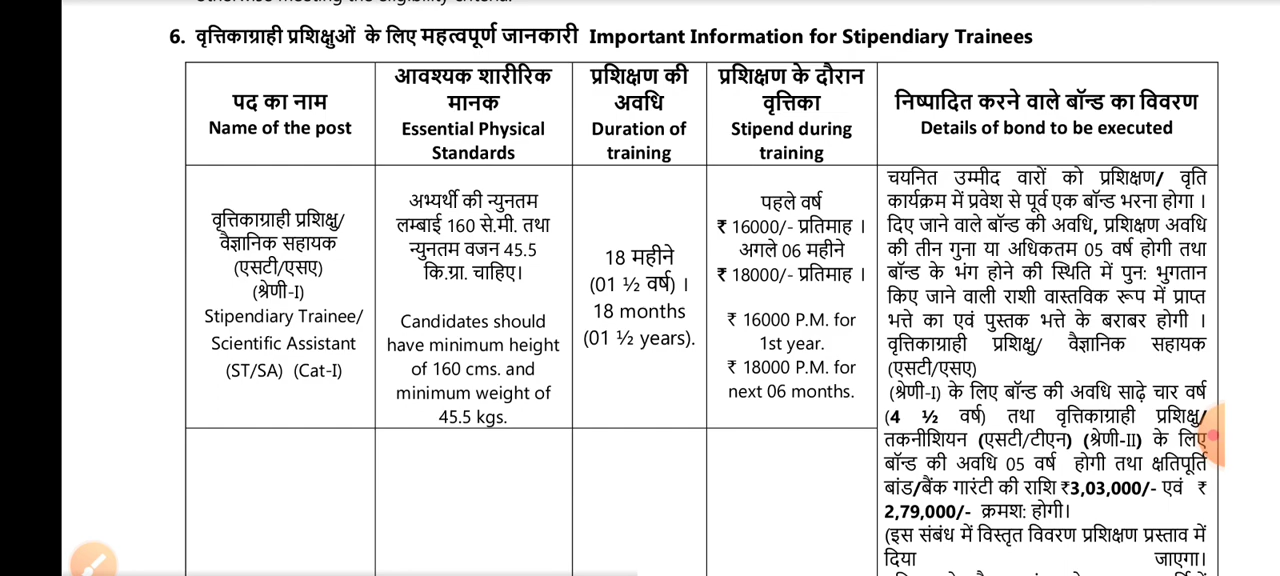 otherwise meeting the eligibility criteria.
6. वृत्तिकाग्राही प्रशिक्षुओं के लिए महत्वपूर्ण जानकारी Important Information for Stipendiary Trainees
पद का नाम
Name of the post
आवश्यक शारीरिक
मानक
Essential Physical
Standards
प्रशिक्षण की
अवधि
Duration of
training
प्रशिक्षण के दौरान
वृत्तिका
Stipend during
training
निष्पादित करने वाले बॉन्ड का विवरण
Details of bond to be executed
वृत्तिकाग्राही प्रशिक्षु/
वैज्ञानिक सहायक
(एसटी/एसए)
(श्रेणी-I)
Stipendiary Trainee/
Scientific Assistant
(ST/SA) (Cat-I)
अभ्यर्थी की न्युनतम
लम्बाई 160 से.मी. तथा
न्युनतम वजन 45.5
कि.ग्रा. चाहिए।
Candidates should
have minimum height
of 160 cms. and
minimum weight of
45.5 kgs.
18 महीने
(01 ½ वर्ष) ।
18 months
(01 ½ years).
पहले वर्ष
₹ 16000/- प्रतिमाह ।
अगले 06 महीने
₹ 18000/- प्रतिमाह ।
₹ 16000 P.M. for
1st year.
₹ 18000 P.M. for
next 06 months.
चयनित उम्मीद वारों को प्रशिक्षण/ वृति
कार्यक्रम में प्रवेश से पूर्व एक बॉन्ड भरना होगा ।
दिए जाने वाले बॉन्ड की अवधि, प्रशिक्षण अवधि
की तीन गुना या अधिकतम 05 वर्ष होगी तथा
बॉन्ड के भंग होने की स्थिति में पुन: भुगतान
किए जाने वाली राशी वास्तविक रूप में प्राप्त
भत्ते का एवं पुस्तक भत्ते के बराबर होगी ।
वृत्तिकाग्राही प्रशिक्षु/ वैज्ञानिक सहायक
(एसटी/एसए)
(श्रेणी-I) के लिए बॉन्ड की अवधि साढ़े चार वर्ष
(4 ½ वर्ष) तथा वृत्तिकाग्राही प्रशिक्षु/
तकनीशियन (एसटी/टीएन) (श्रेणी-II) के लिए
बॉन्ड की अवधि 05 वर्ष होगी तथा क्षतिपूर्ति
बांड/बैंक गारंटी की राशि ₹3,03,000/- एवं ₹
2,79,000/- क्रमश: होगी।
(इस संबंध में विस्तृत विवरण प्रशिक्षण प्रस्ताव में
दिया जाएगा।